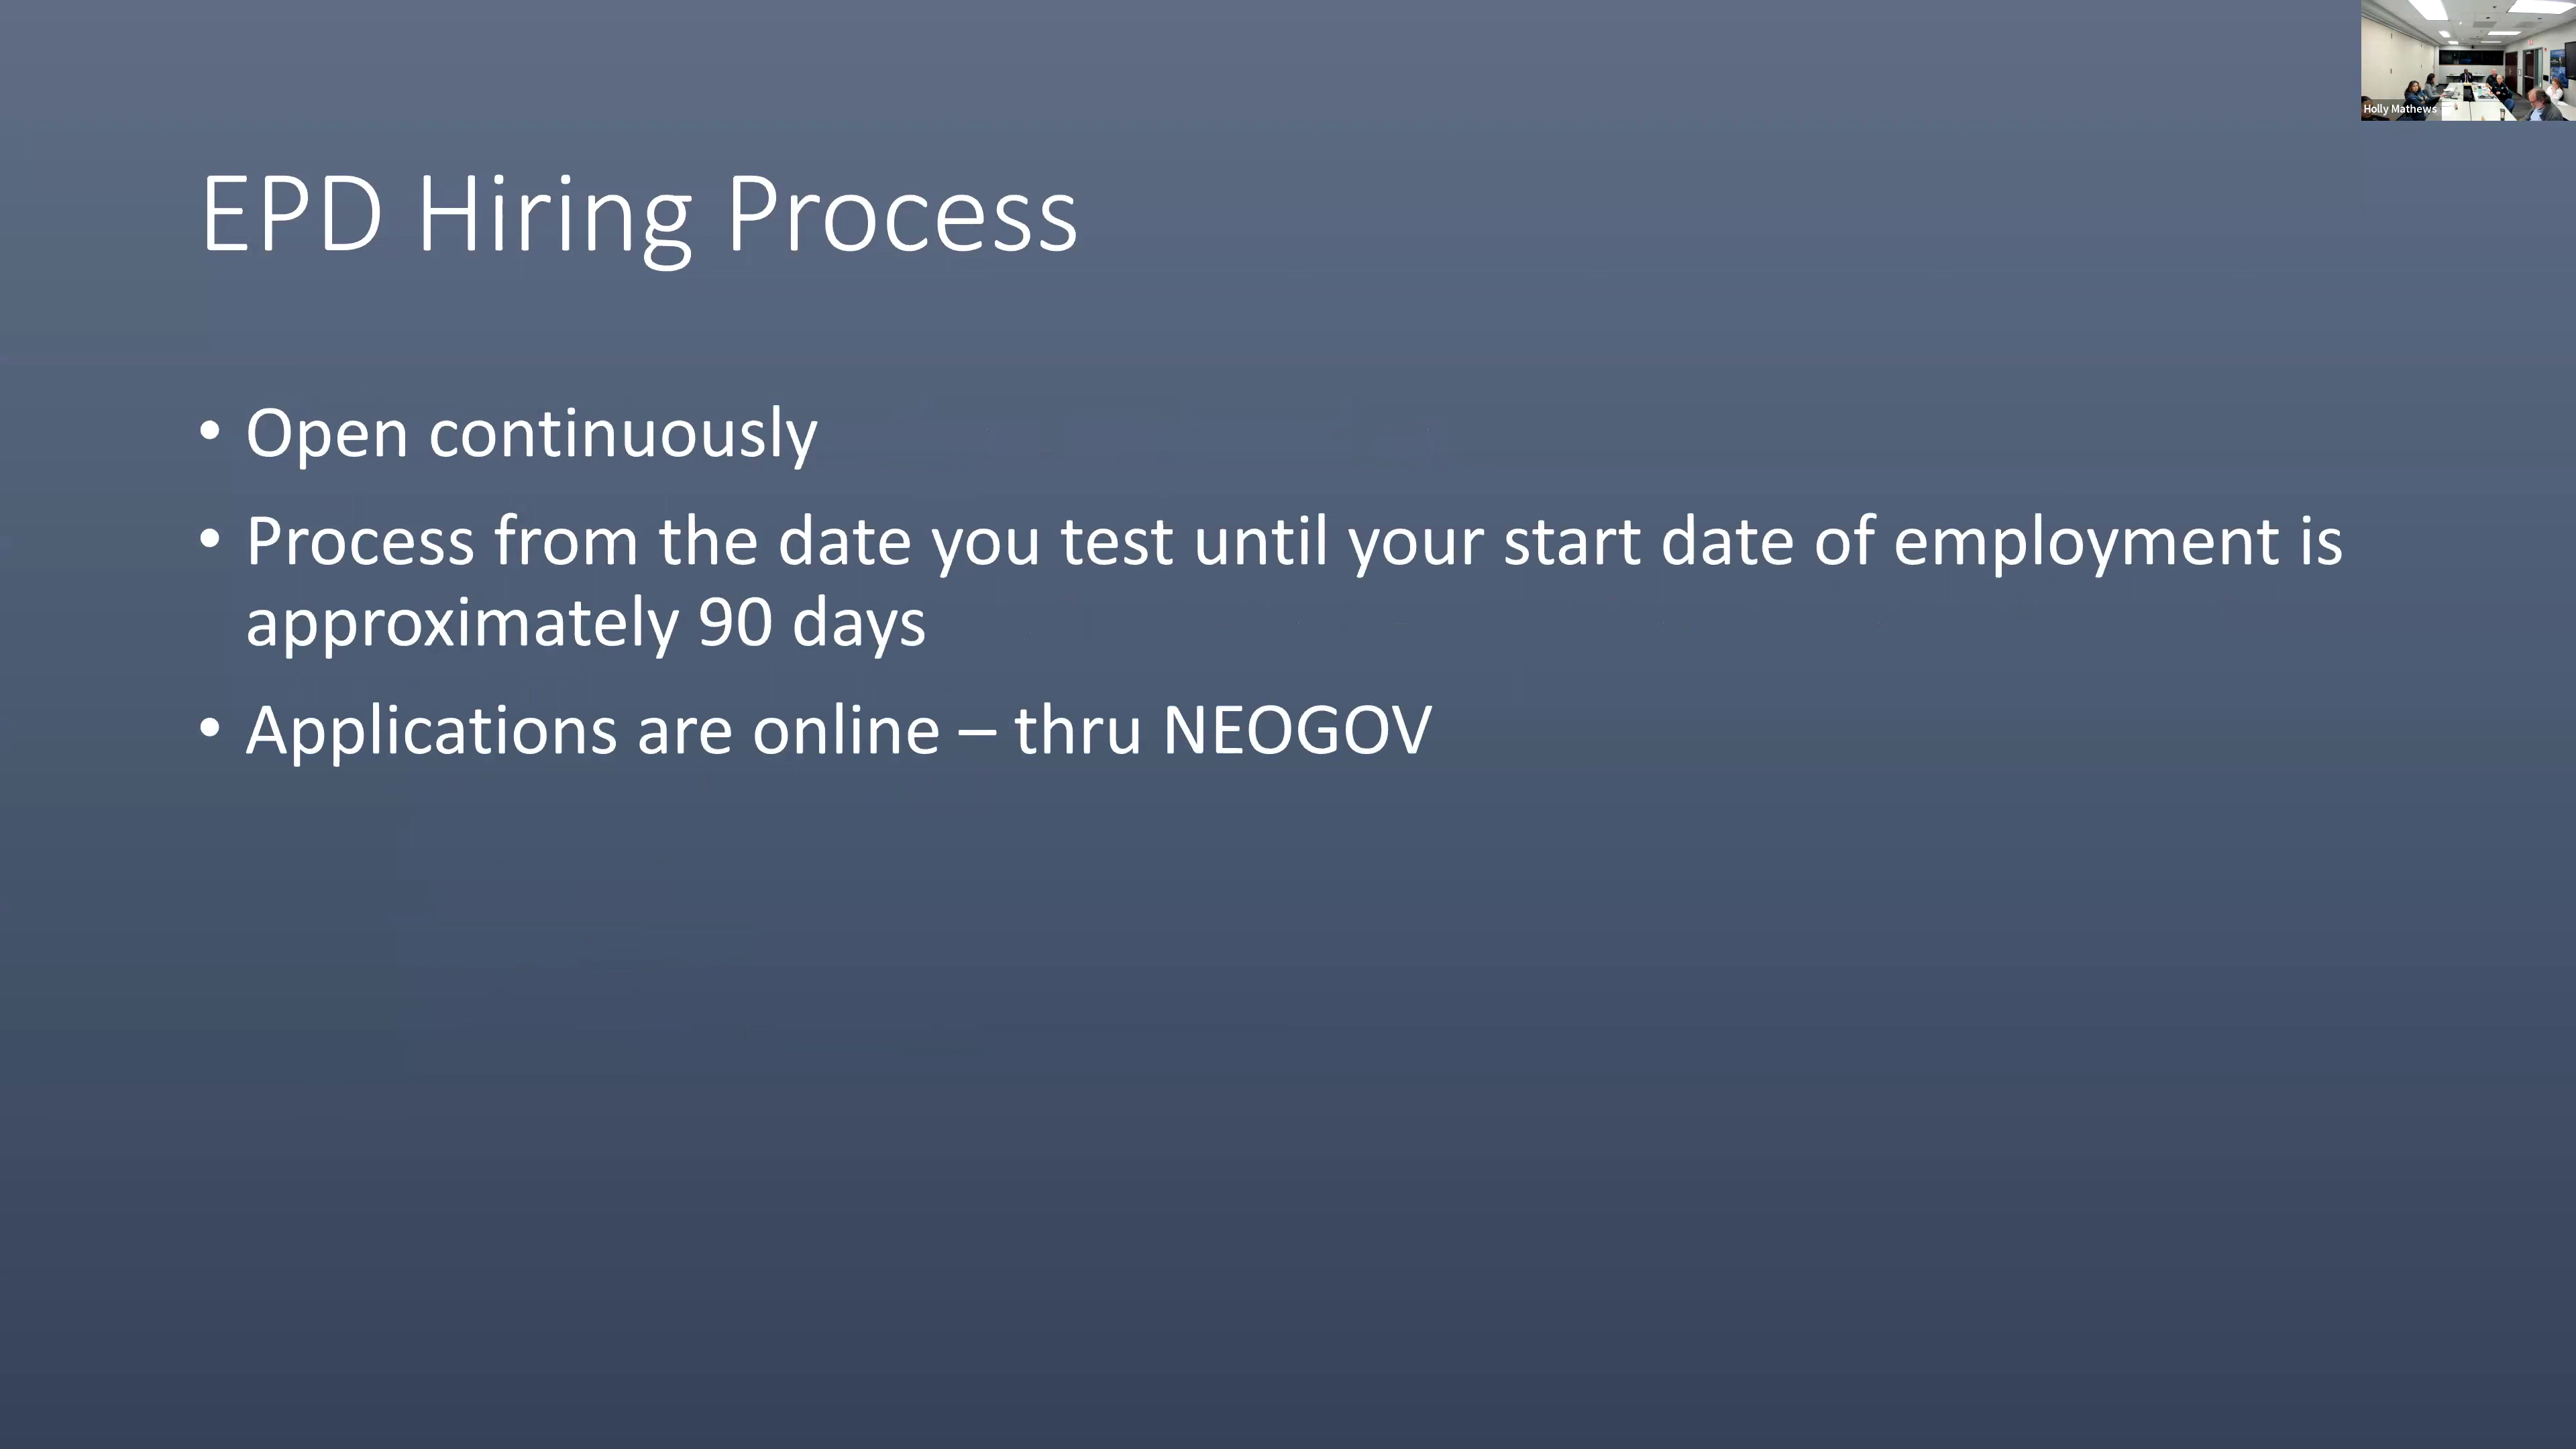 Holly Mathews
EPD Hiring Process
• Open continuously
• Process from the date you test until your start date of employment is
approximately 90 days
• Applications are online – thru NEOGOV